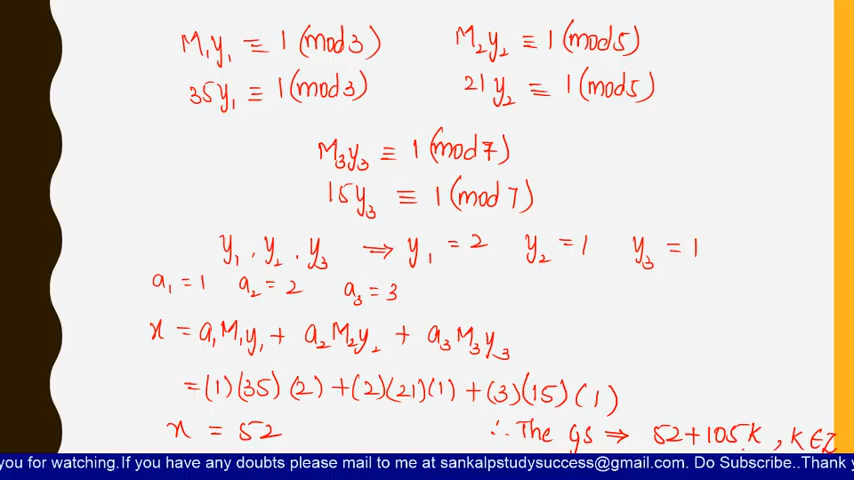 M₁y₁ ≡ 1 (mod 3) M₂y₂ ≡ 1 (mod 5)
35y₁ ≡ 1 (mod 3) 21y₂ ≡ 1 (mod 5)
M₃y₃ ≡ 1 (mod 7)
15y₃ ≡ 1 (mod 7)
y₁ . y₂ . y₃ ⇒ y₁ = 2 y₂ = 1 y₃ = 1
a₁ = 1 a₂ = 2 a₃ = 3
x = a₁M₁y₁ + a₂M₂y₂ + a₃M₃y₃
= (1)(35)(2) + (2)(21)(1) + (3)(15)(1)
x = 52 ∴ The gs ⇒ 52+105k, k∈Z
you for watching.If you have any doubts please mail to me at sankalpstudysuccess@gmail.com. Do Subscribe..Thank y